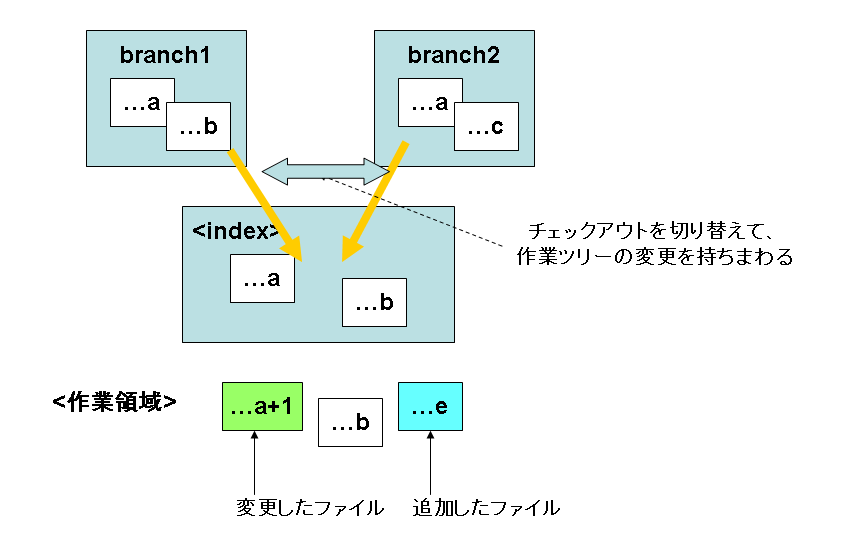 branch1
…a
…b
branch2
…a
…c
<index>
…a
…b
チェックアウトを切り替えて、
作業ツリーの変更を持ちまわる
<作業領域>
…a+1
…b
…e
変更したファイル
追加したファイル